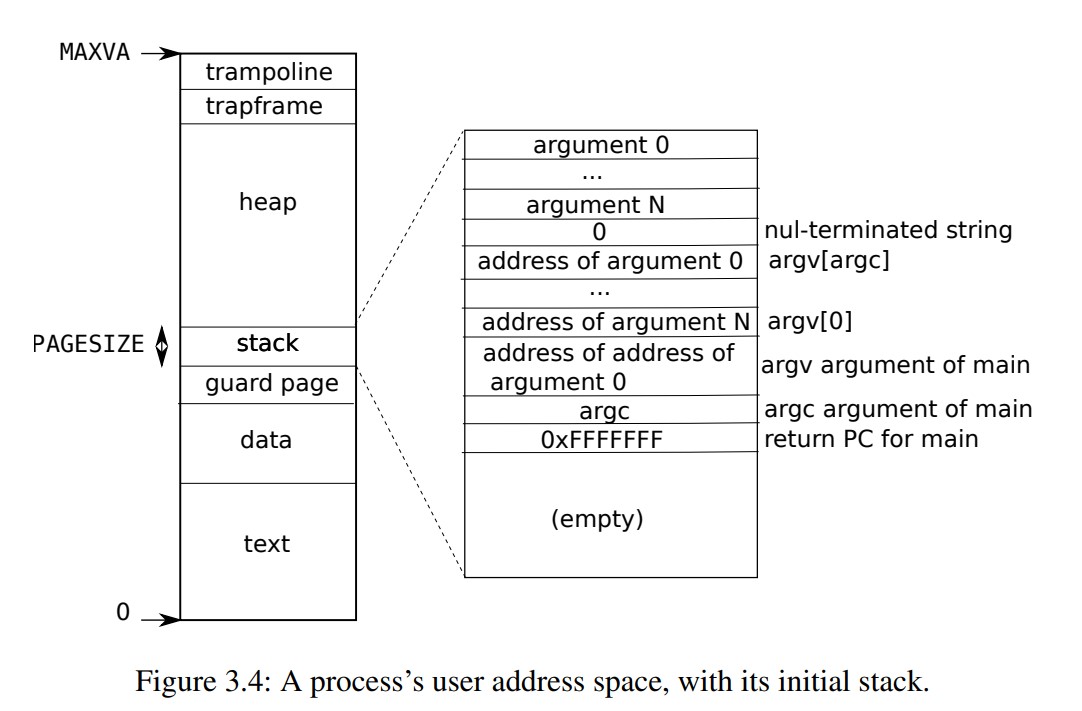 MAXVA
trampoline
trapframe
heap
PAGESIZE
stack
guard page
data
text
0
argument 0
...
argument N
0
nul-terminated string
address of argument 0
argv[argc]
...
address of argument N
argv[0]
address of address of
argument 0
argv argument of main
argc
argc argument of main
0xFFFFFFF
return PC for main
(empty)
Figure 3.4: A process’s user address space, with its initial stack.